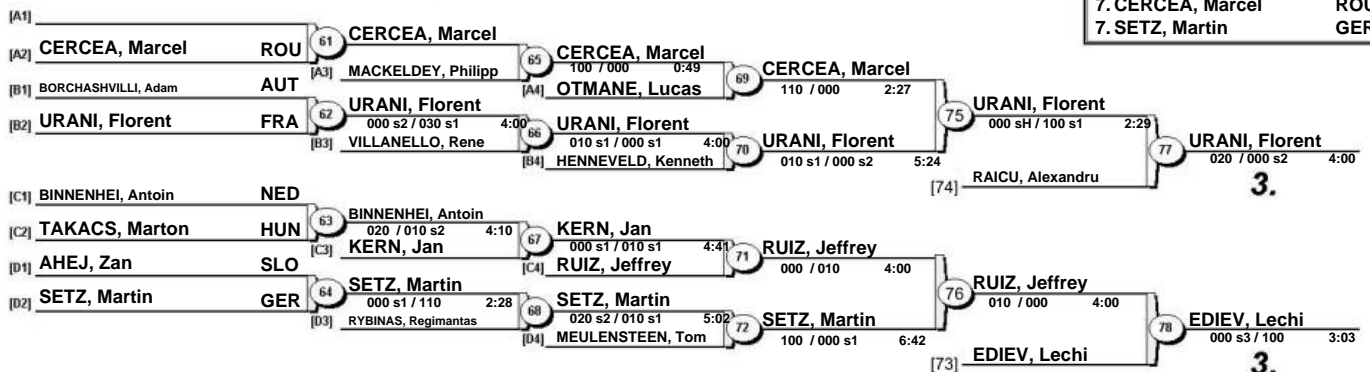 7. CERCEA, Marcel ROU
7. SETZ, Martin GER
[A1]
[A2] CERCEA, Marcel ROU
61 CERCEA, Marcel
[A3] MACKELDEY, Philipp
65 CERCEA, Marcel
100 / 000 0:49
[A4] OTMANE, Lucas
69 CERCEA, Marcel
110 / 000 2:27
[B1] BORCHASHVILLI, Adam AUT
[B2] URANI, Florent FRA
62 URANI, Florent
000 s2 / 030 s1 4:00
[B3] VILLANELLO, Rene
66 URANI, Florent
010 s1 / 000 s1 4:00
[B4] HENNEVELD, Kenneth
70 URANI, Florent
010 s1 / 000 s2 5:24
75 URANI, Florent
000 sH / 100 s1 2:29
[74] RAICU, Alexandru
77 URANI, Florent
020 / 000 s2 4:00
3.
[C1] BINNENHEI, Antoin NED
[C2] TAKACS, Marton HUN
63 BINNENHEI, Antoin
020 / 010 s2 4:10
[C3] KERN, Jan
67 KERN, Jan
000 s1 / 010 s1 4:41
[C4] RUIZ, Jeffrey
71 RUIZ, Jeffrey
000 / 010 4:00
[D1] AHEJ, Zan SLO
[D2] SETZ, Martin GER
64 SETZ, Martin
000 s1 / 110 2:28
[D3] RYBINAS, Regimantas
68 SETZ, Martin
020 s2 / 010 s1 5:02
[D4] MEULENSTEEN, Tom
72 SETZ, Martin
100 / 000 s1 6:42
76 RUIZ, Jeffrey
010 / 000 4:00
[73] EDIEV, Lechi
78 EDIEV, Lechi
000 s3 / 100 3:03
3.